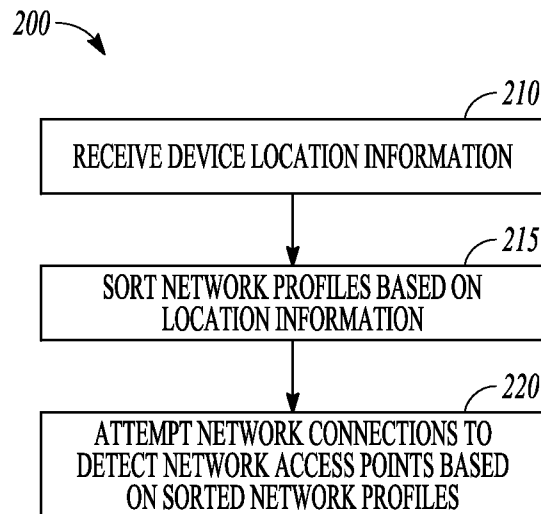 200
210
RECEIVE DEVICE LOCATION INFORMATION
215
SORT NETWORK PROFILES BASED ON
LOCATION INFORMATION
220
ATTEMPT NETWORK CONNECTIONS TO
DETECT NETWORK ACCESS POINTS BASED
ON SORTED NETWORK PROFILES